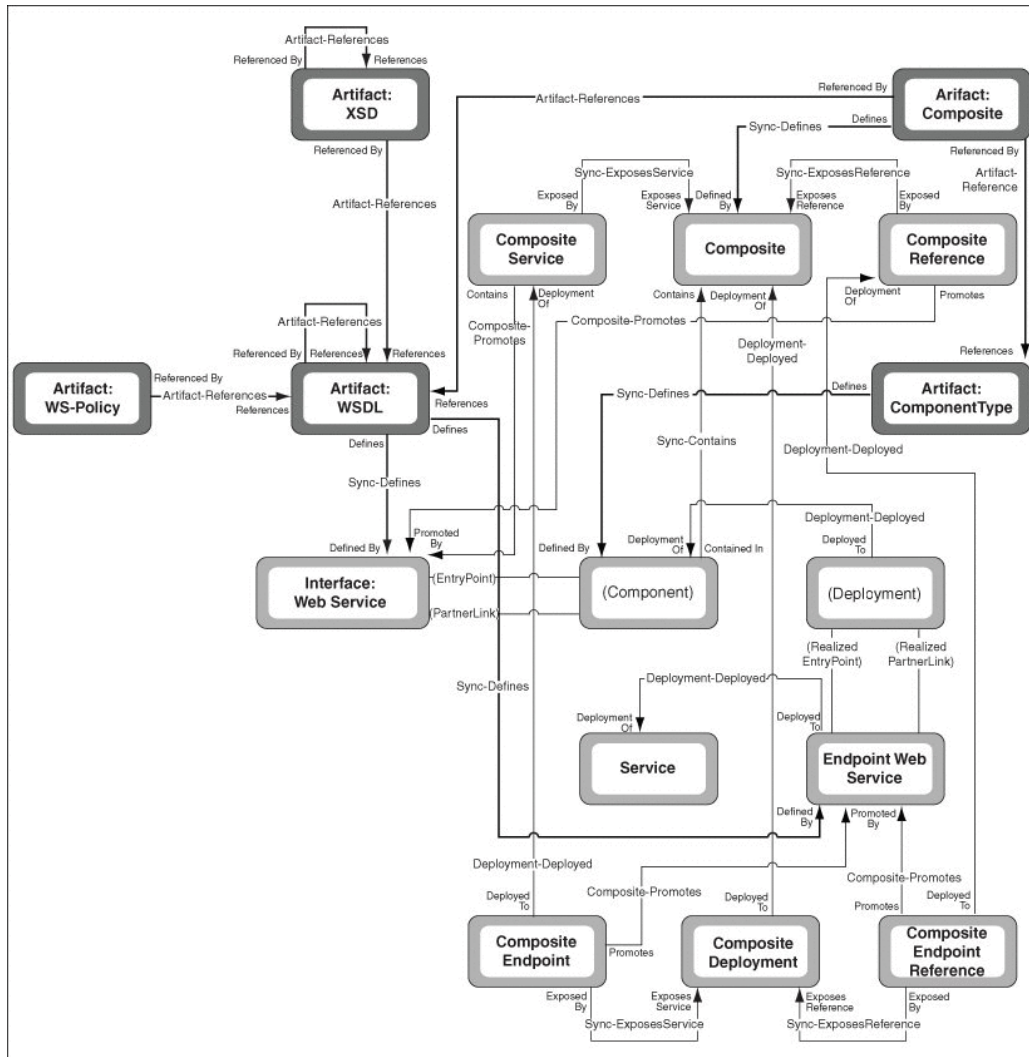 Artifact-References
Referenced By
References
Artifact:
XSD
Referenced By
Artifact-References
Referenced By
Artifact-References
Arifact:
Composite
Defines
Sync-Defines
Referenced By
Artifact-
Reference
Sync-ExposesService
Sync-ExposesReference
Exposed
By
Exposes
Service
Defined
By
Exposes
Reference
Exposed
By
Composite
Service
Composite
Composite
Reference
Contains
Deployment
Of
Contains
Deployment
Of
Deployment
Of
Promotes
Artifact-References
Composite-
Promotes
Composite-Promotes
Deployment-
Deployed
Referenced By
References
References
References
Artifact:
WS-Policy
Referenced By
Artifact-References
References
Artifact:
WSDL
References
Defines
Defines
Sync-Defines
Defines
Artifact:
ComponentType
Sync-Defines
Sync-Contains
Deployment-Deployed
Deployment-Deployed
Defined By
Promoted
By
Defined By
Deployment
Of
Contained In
Deployed
To
Interface:
Web Service
(EntryPoint)
(PartnerLink)
(Component)
(Deployment)
(Realized
EntryPoint)
(Realized
PartnerLink)
Sync-Defines
Deployment-Deployed
Deployment
Of
Deployed
To
Service
Endpoint Web
Service
Defined
By
Promoted
By
Deployment-Deployed
Composite-Promotes
Composite-Promotes
Deployed
To
Deployed
To
Promotes
Deployed
To
Composite
Endpoint
Promotes
Composite
Deployment
Composite
Endpoint
Reference
Exposed
By
Exposes
Service
Exposes
Reference
Exposed
By
Sync-ExposesService
Sync-ExposesReference